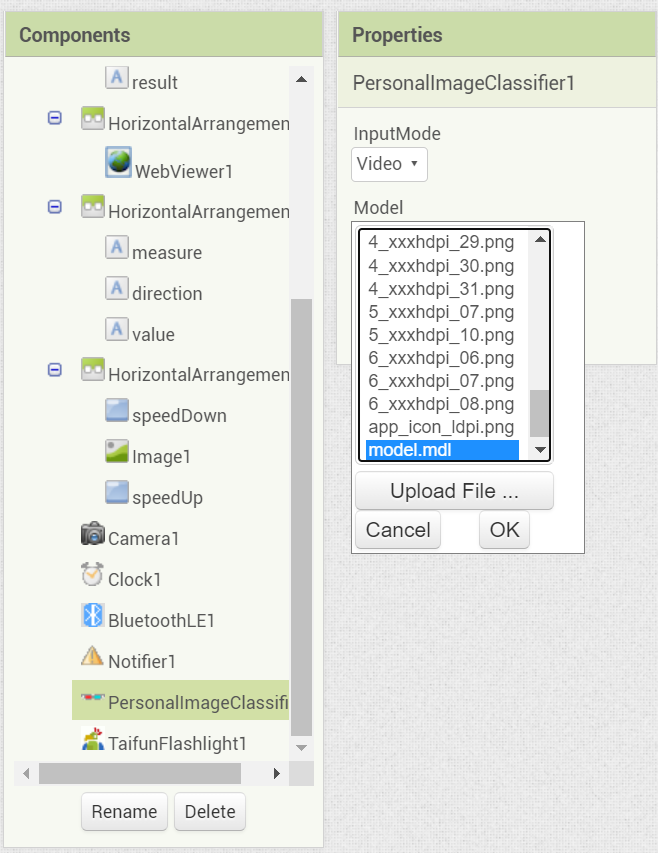 Components
result
HorizontalArrangemen
WebViewer1
HorizontalArrangemen
measure
direction
value
HorizontalArrangemen
speedDown
Image1
speedUp
Camera1
Clock1
BluetoothLE1
Notifier1
PersonalImageClassifi
TaifunFlashlight1
Rename Delete
Properties
PersonalImageClassifier1
InputMode
Video
Model
4_xxxhdpi_29.png
4_xxxhdpi_30.png
4_xxxhdpi_31.png
5_xxxhdpi_07.png
5_xxxhdpi_10.png
6_xxxhdpi_06.png
6_xxxhdpi_07.png
6_xxxhdpi_08.png
app_icon_ldpi.png
model.mdl
Upload File ...
Cancel OK